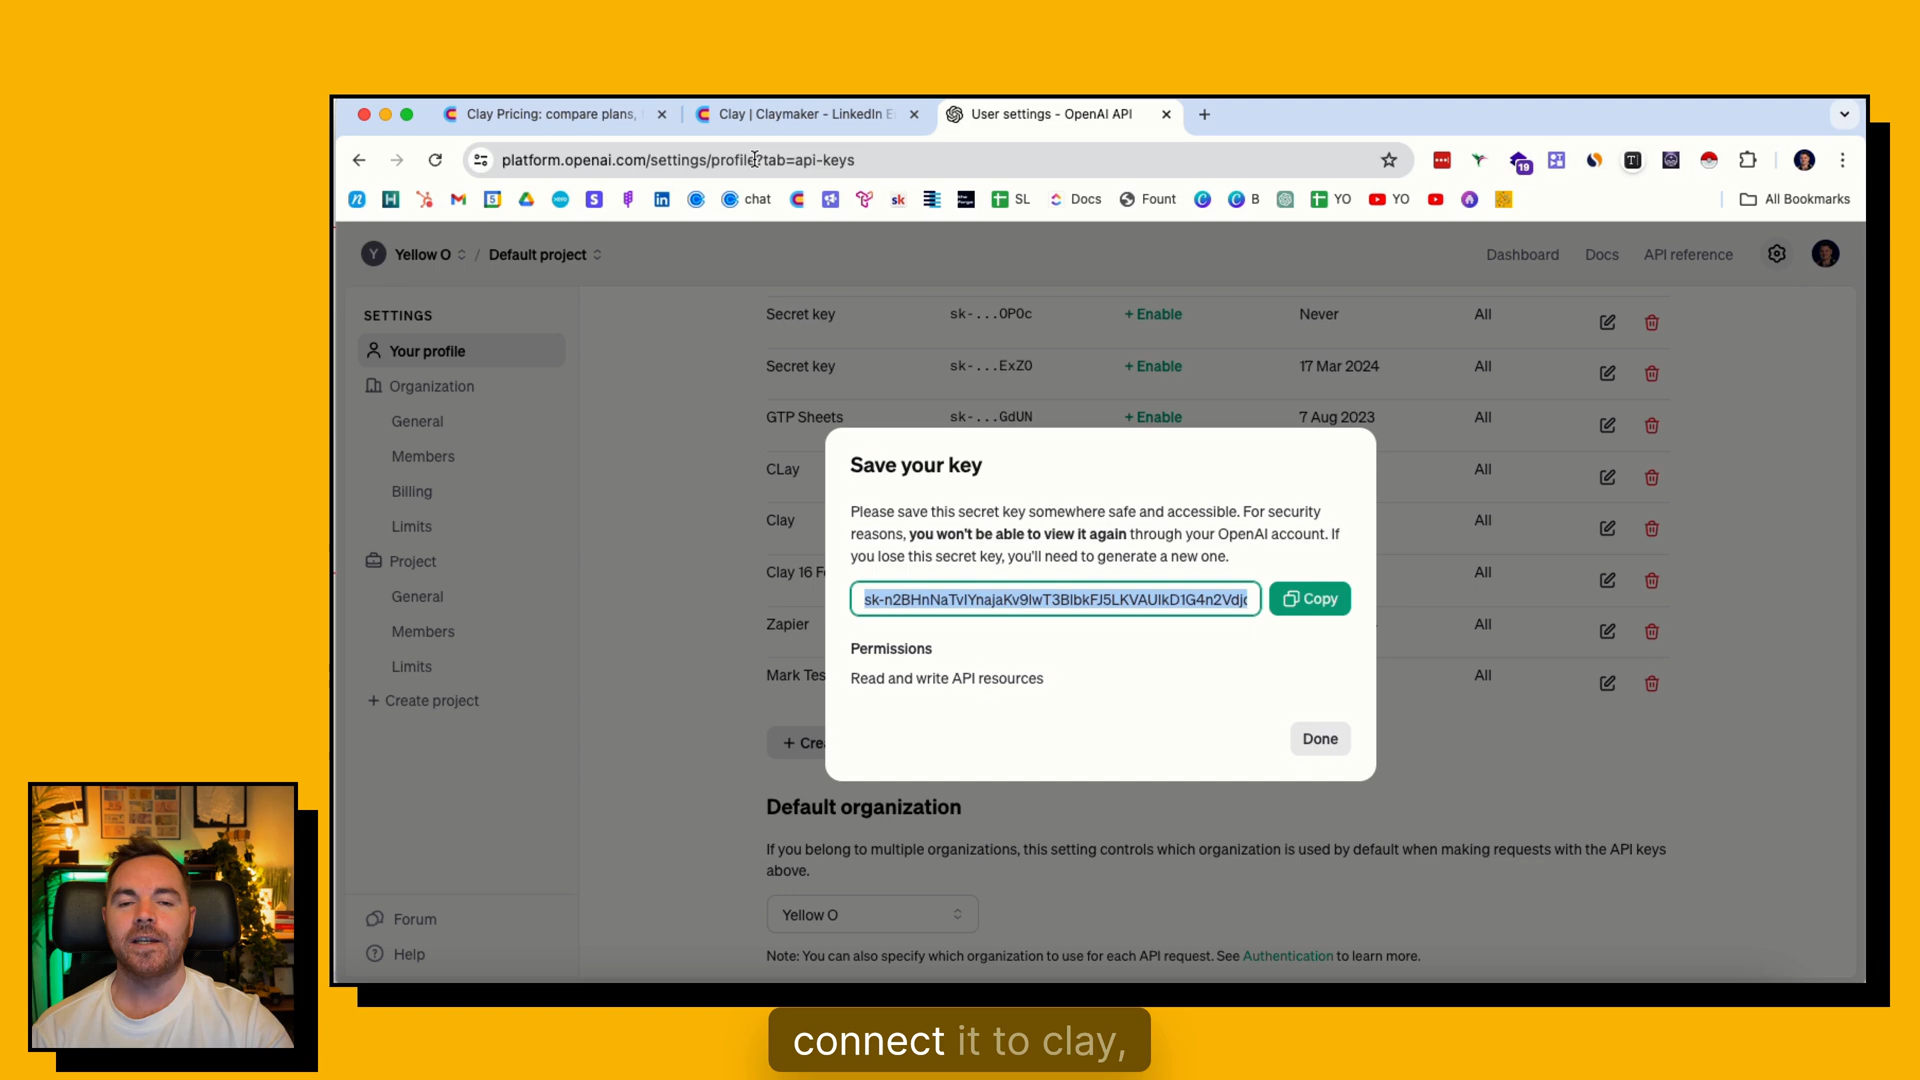 Clay Pricing: compare plans,
Clay | Claymaker - LinkedIn E
User settings - OpenAI API
platform.openai.com/settings/profile?tab=api-keys
19
chat
sk
SL
Docs
Fount
B
YO
YO
All Bookmarks
Y
Yellow O
/
Default project
Dashboard
Docs
API reference
SETTINGS
Your profile
Organization
General
Members
Billing
Limits
Project
General
Members
Limits
+ Create project
Forum
Help
Secret key sk-...OPOc + Enable Never All
Secret key sk-...ExZO + Enable 17 Mar 2024 All
GTP Sheets sk-...GdUN + Enable 7 Aug 2023 All
CLay All
Clay All
Clay 16 F All
Zapier All
Mark Tes All
+ Crea
Save your key
Please save this secret key somewhere safe and accessible. For security
reasons, you won't be able to view it again through your OpenAI account. If
you lose this secret key, you'll need to generate a new one.
Copy
Permissions
Read and write API resources
Done
Default organization
If you belong to multiple organizations, this setting controls which organization is used by default when making requests with the API keys
above.
Yellow O
Note: You can also specify which organization to use for each API request. See Authentication to learn more.
connect it to clay,